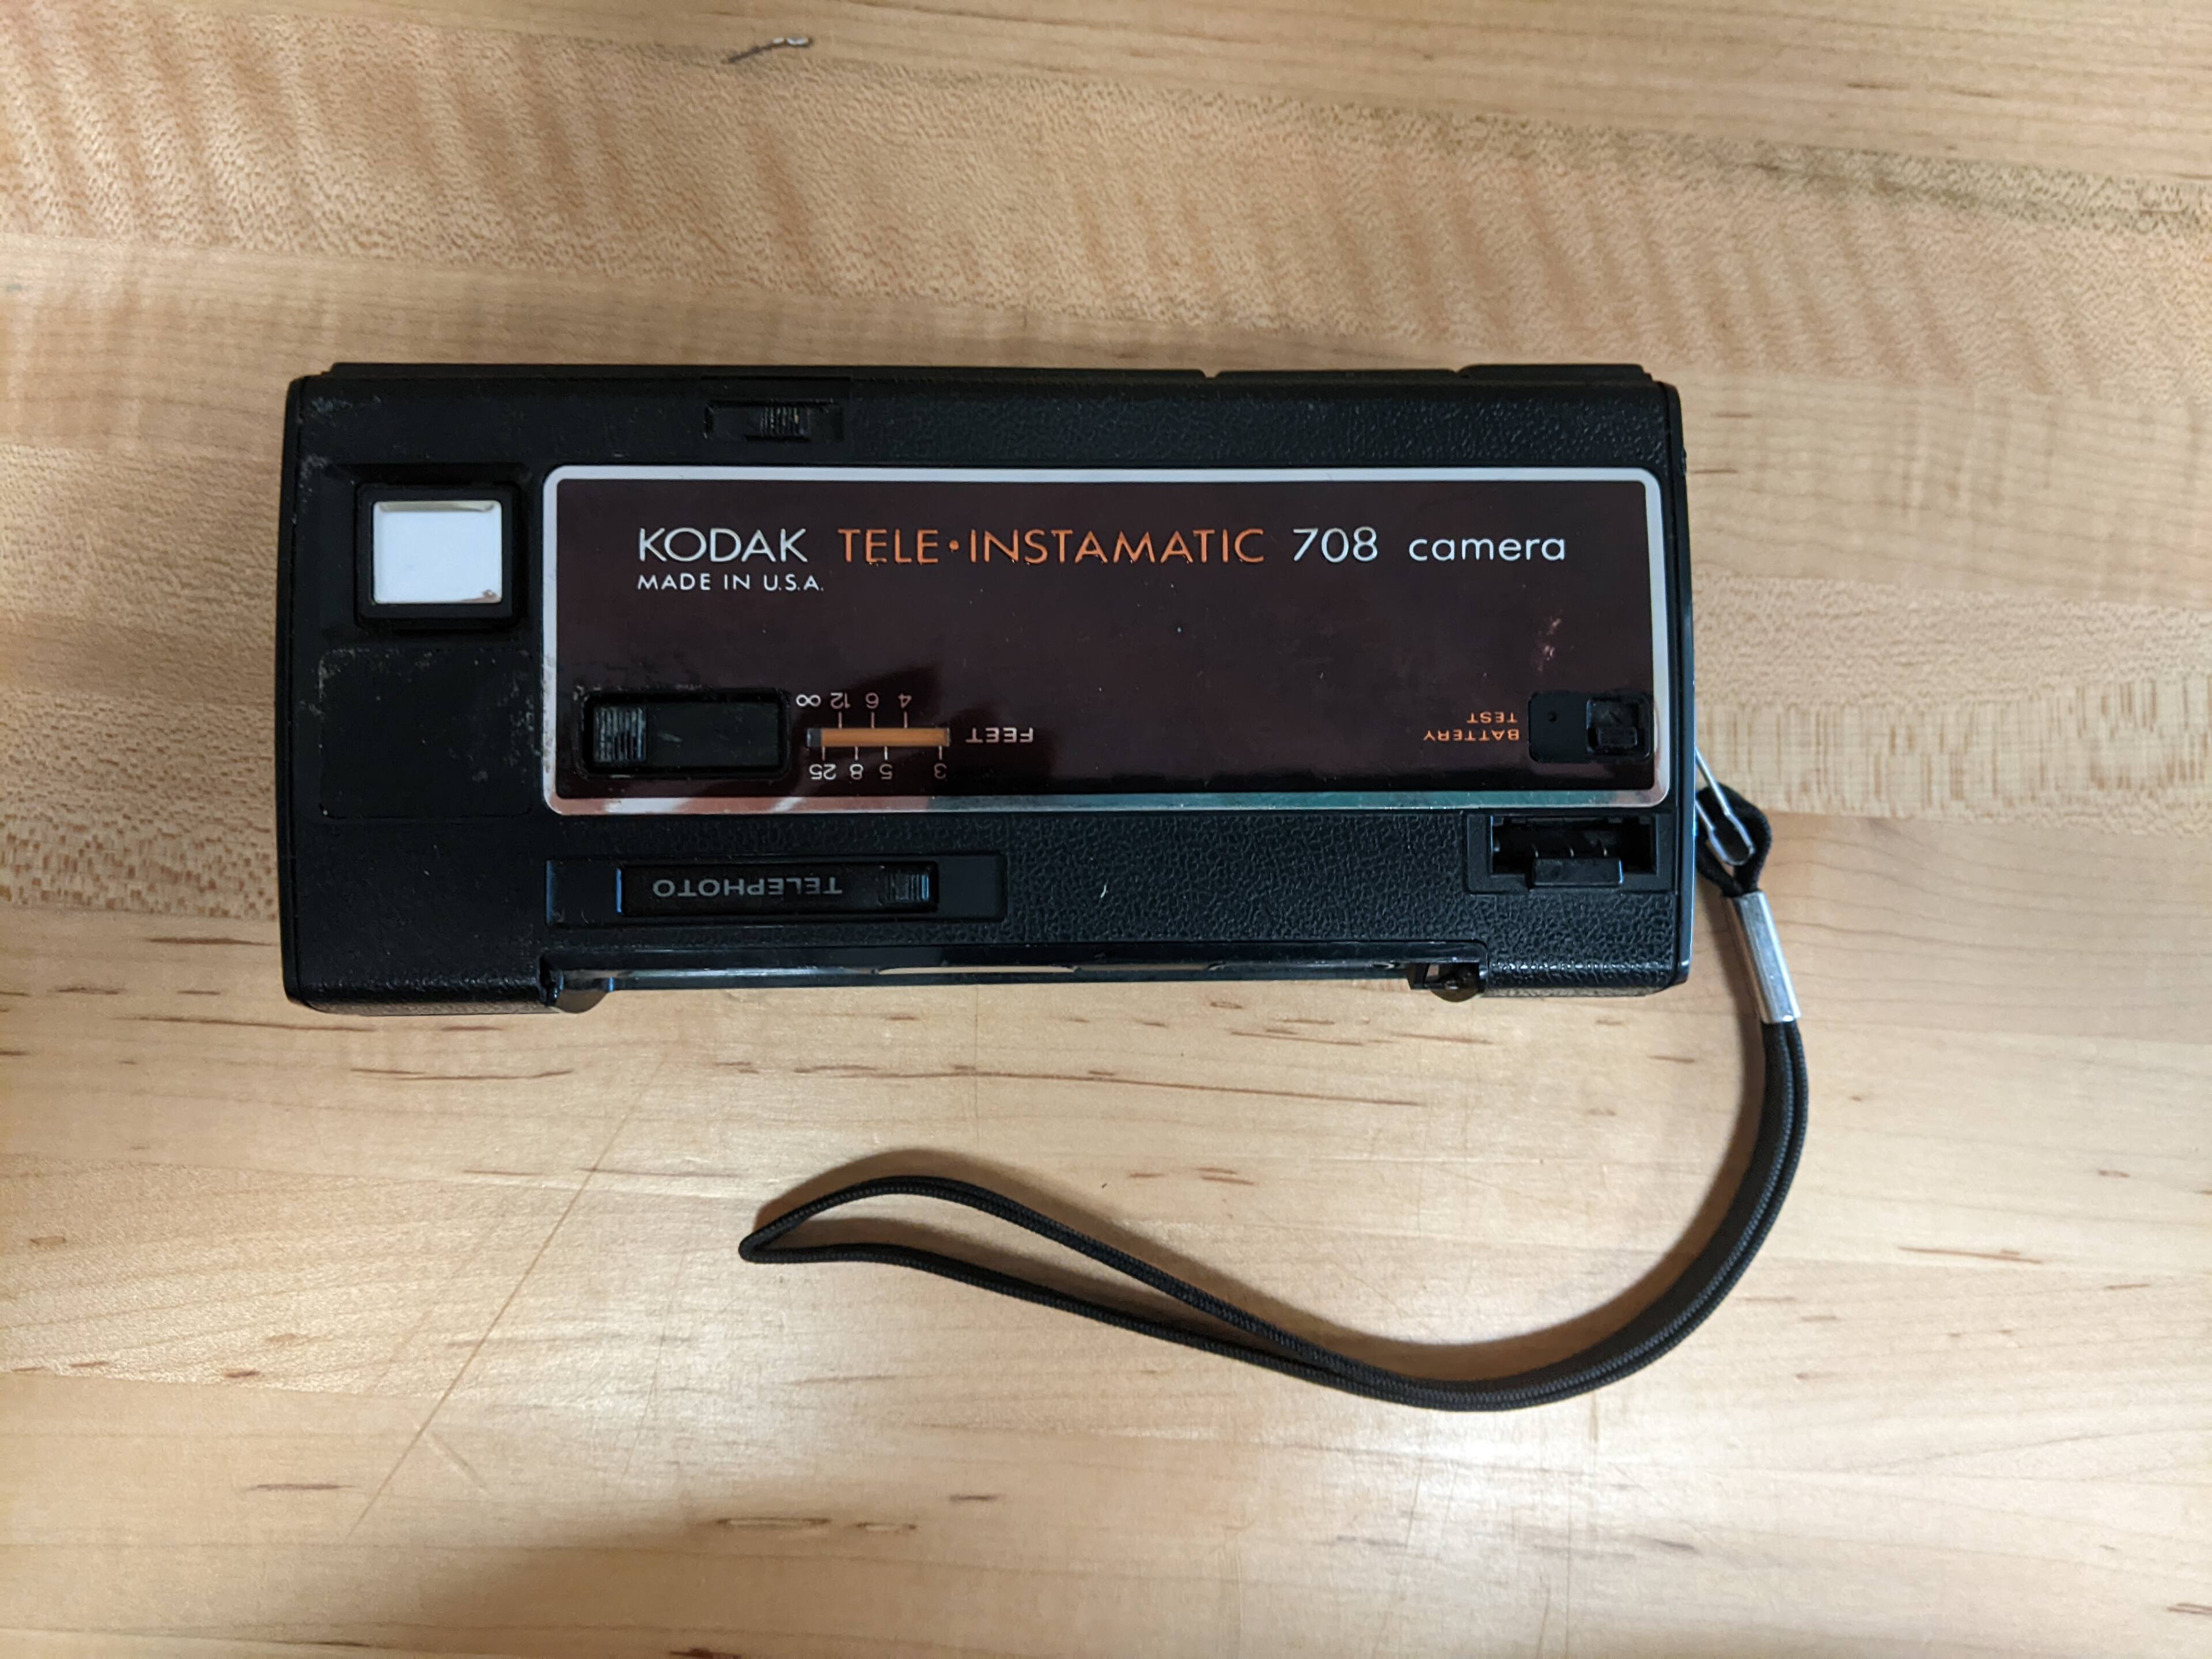 KODAK TELE•INSTAMATIC 708 camera
MADE IN U.S.A.
3 5 8 25
FEET
4 6 12 ∞
BATTERY
TEST
TELEPHOTO